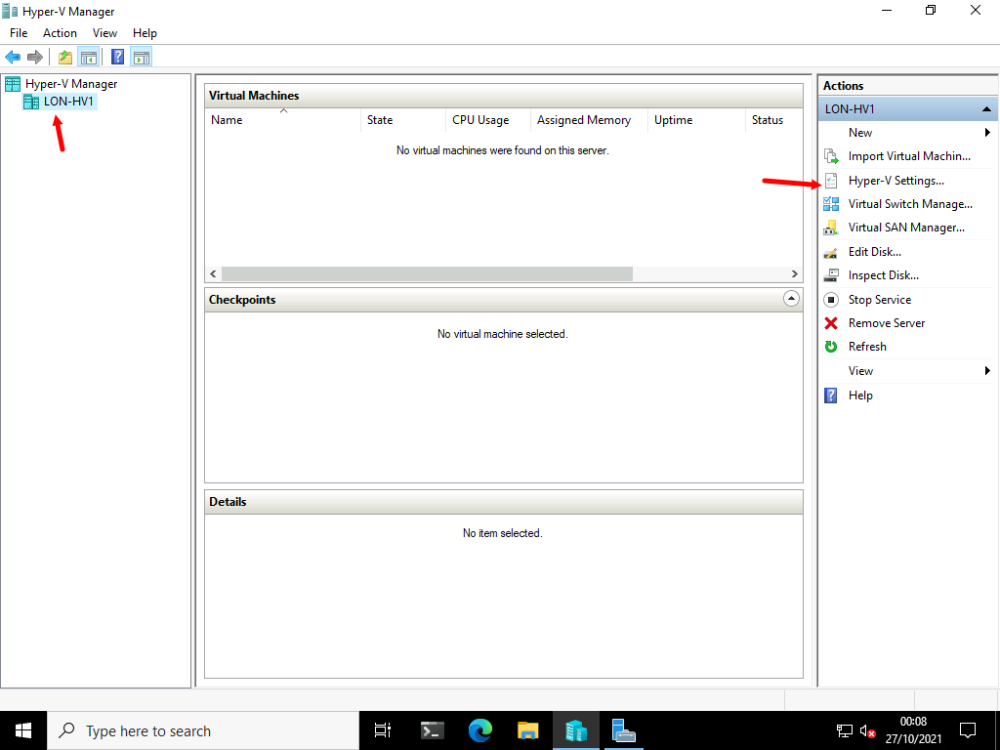 Hyper-V Manager
File Action View Help
Hyper-V Manager
LON-HV1
Virtual Machines
Name State CPU Usage Assigned Memory Uptime Status
No virtual machines were found on this server.
Checkpoints
No virtual machine selected.
Details
No item selected.
Actions
LON-HV1
New
Import Virtual Machin...
Hyper-V Settings...
Virtual Switch Manage...
Virtual SAN Manager...
Edit Disk...
Inspect Disk...
Stop Service
Remove Server
Refresh
View
Help
Type here to search
00:08
27/10/2021